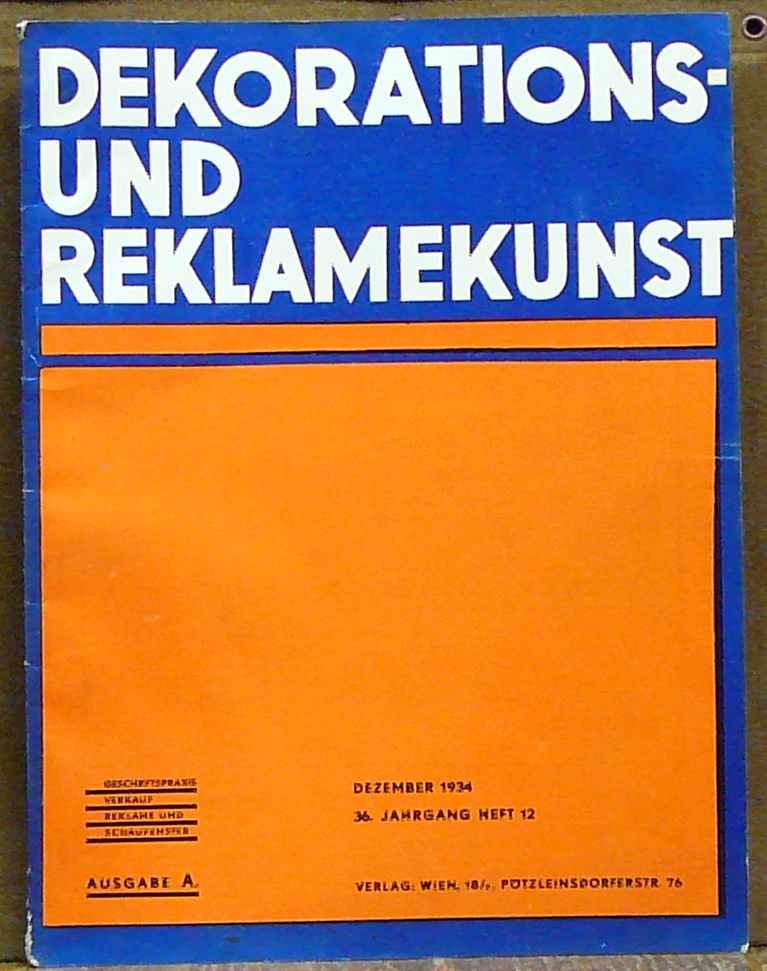 DEKORATIONS-
UND
REKLAMEKUNST
GESCHÄFTSPRAXIS
VERKAUF
REKLAME UND
SCHAUFENSTER
AUSGABE A.
DEZEMBER 1934
36. JAHRGANG HEFT 12
VERLAG: WIEN, PÖTZLEINSDORFERSTR. 76